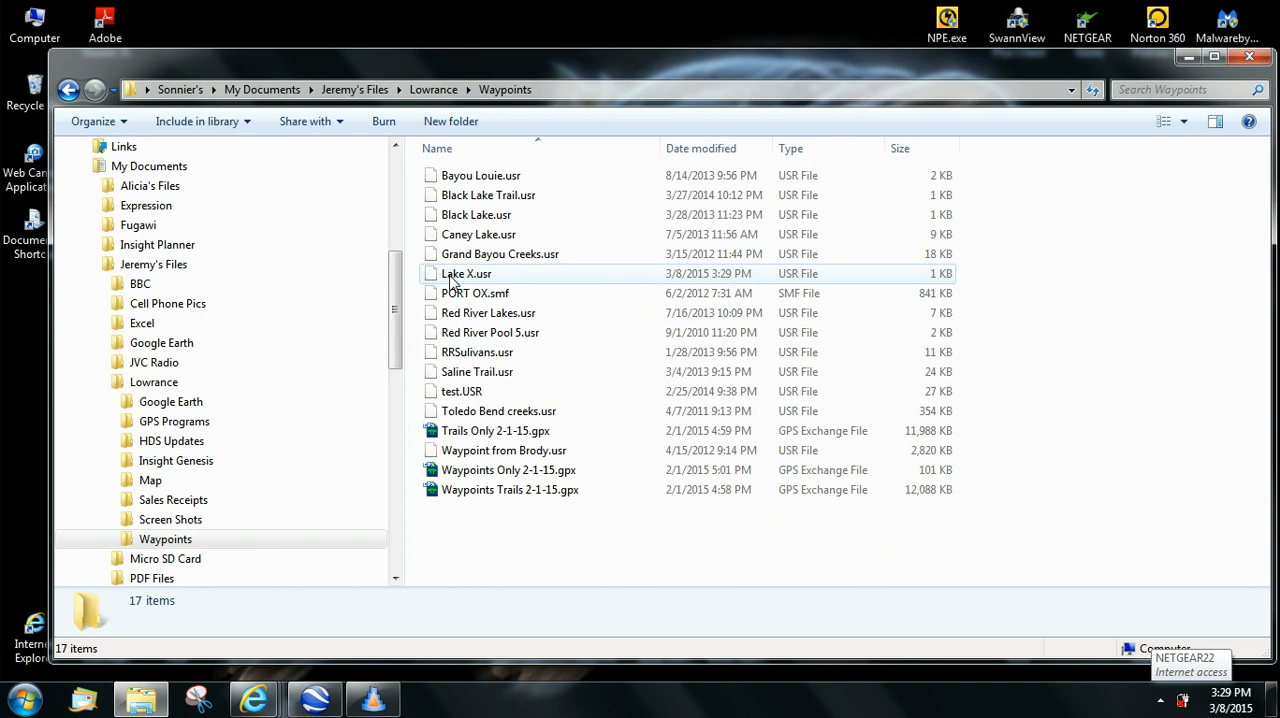 Computer
Adobe
NPE.exe
SwannView
NETGEAR
Norton 360
Malwareby...
Sonnier's
My Documents
Jeremy's Files
Lowrance
Waypoints
Search Waypoints
Organize
Include in library
Share with
Burn
New folder
Recycle
Web Can
Applicat
Docum
Shortc
Intern
Explor
Links
My Documents
Alicia's Files
Expression
Fugawi
Insight Planner
Jeremy's Files
BBC
Cell Phone Pics
Excel
Google Earth
JVC Radio
Lowrance
Google Earth
GPS Programs
HDS Updates
Insight Genesis
Map
Sales Receipts
Screen Shots
Waypoints
Micro SD Card
PDF Files
Name Date modified Type Size
Bayou Louie.usr 8/14/2013 9:56 PM USR File 2 KB
Black Lake Trail.usr 3/27/2014 10:12 PM USR File 1 KB
Black Lake.usr 3/28/2013 11:23 PM USR File 1 KB
Caney Lake.usr 7/5/2013 11:56 AM USR File 9 KB
Grand Bayou Creeks.usr 3/15/2012 11:44 PM USR File 18 KB
Lake X.usr 3/8/2015 3:29 PM USR File 1 KB
PORT OX.smf 6/2/2012 7:31 AM SMF File 841 KB
Red River Lakes.usr 7/16/2013 10:09 PM USR File 7 KB
Red River Pool 5.usr 9/1/2010 11:20 PM USR File 2 KB
RRSulivans.usr 1/28/2013 9:56 PM USR File 11 KB
Saline Trail.usr 3/4/2013 9:15 PM USR File 24 KB
test.USR 2/25/2014 9:38 PM USR File 27 KB
Toledo Bend creeks.usr 4/7/2011 9:13 PM USR File 354 KB
Trails Only 2-1-15.gpx 2/1/2015 4:59 PM GPS Exchange File 11,988 KB
Waypoint from Brody.usr 4/15/2012 9:14 PM USR File 2,820 KB
Waypoints Only 2-1-15.gpx 2/1/2015 5:01 PM GPS Exchange File 101 KB
Waypoints Trails 2-1-15.gpx 2/1/2015 4:58 PM GPS Exchange File 12,088 KB
17 items
17 items
Computer
NETGEAR22
Internet access
3:29 PM
3/8/2015